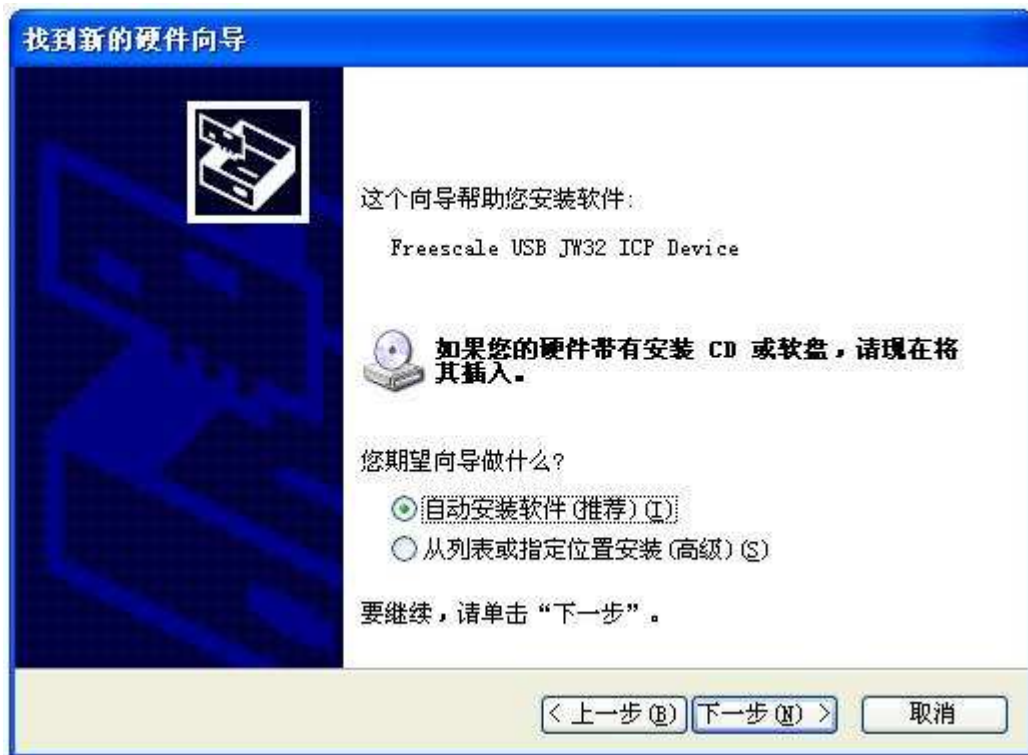 找到新的硬件向导
这个向导帮助您安装软件:
Freescale USB JW32 ICP Device
如果您的硬件带有安装 CD 或软盘，请现在将
其插入。
您期望向导做什么?
自动安装软件(推荐)(I)
从列表或指定位置安装(高级)(S)
要继续，请单击“下一步”。
< 上一步(B) 下一步(N) > 取消